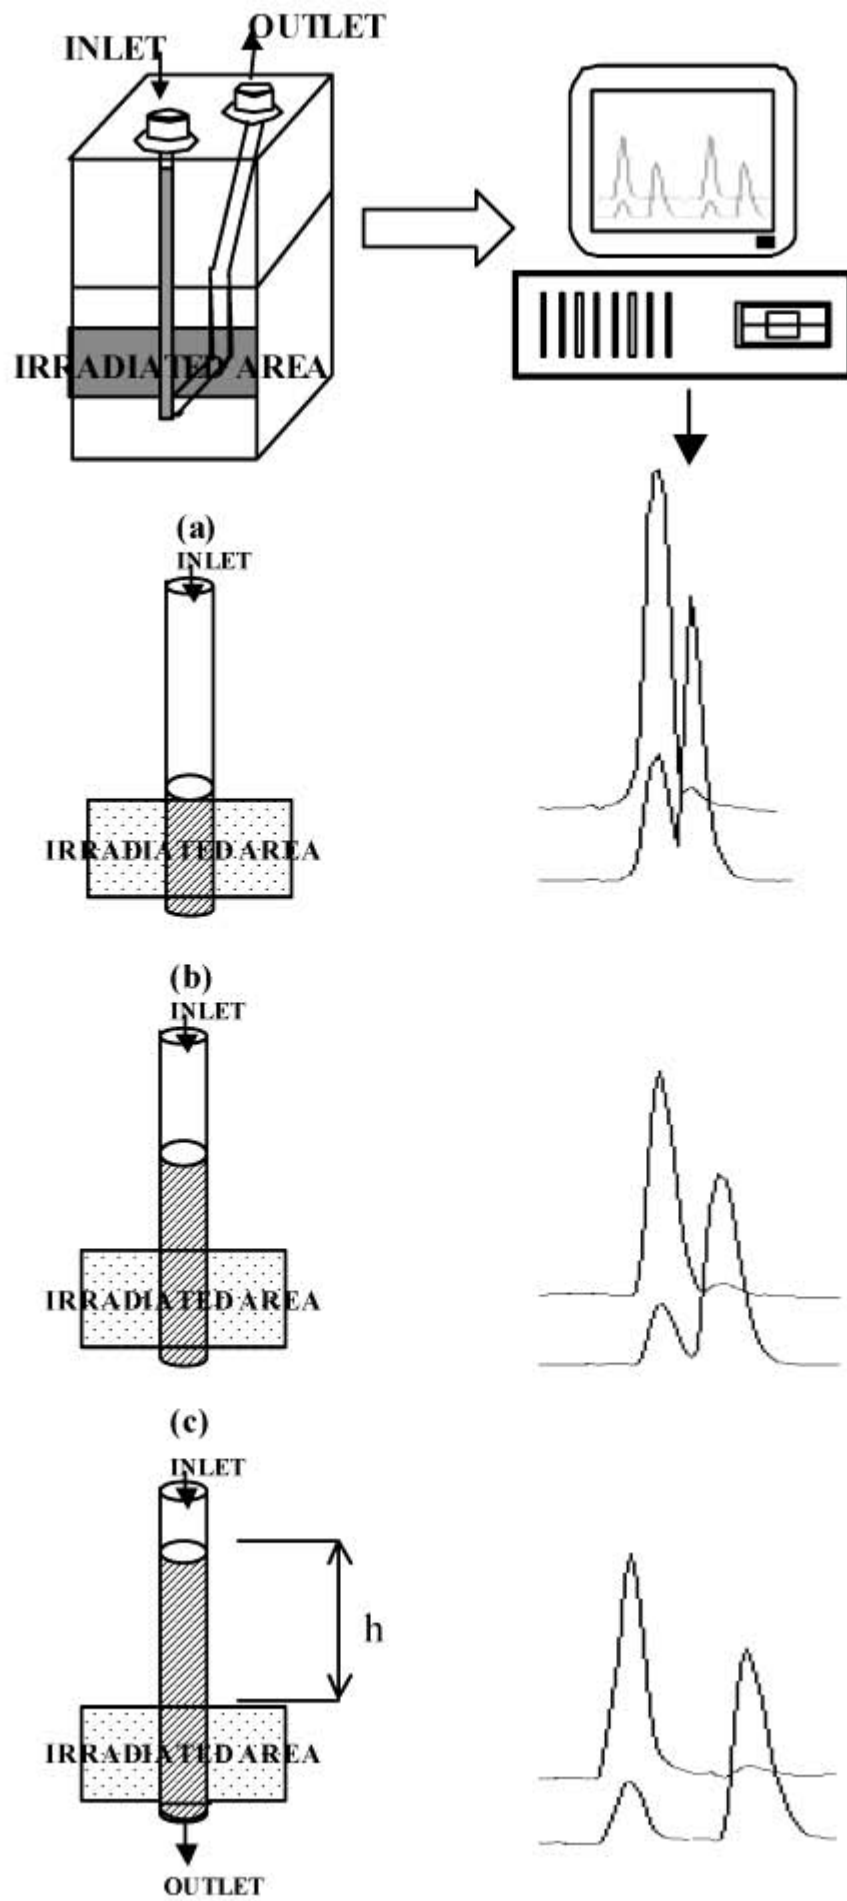 OUTLET
INLET
IRRADIATED AREA
(a)
INLET
IRRADIATED AREA
(b)
INLET
IRRADIATED AREA
(c)
INLET
h
IRRADIATED AREA
OUTLET